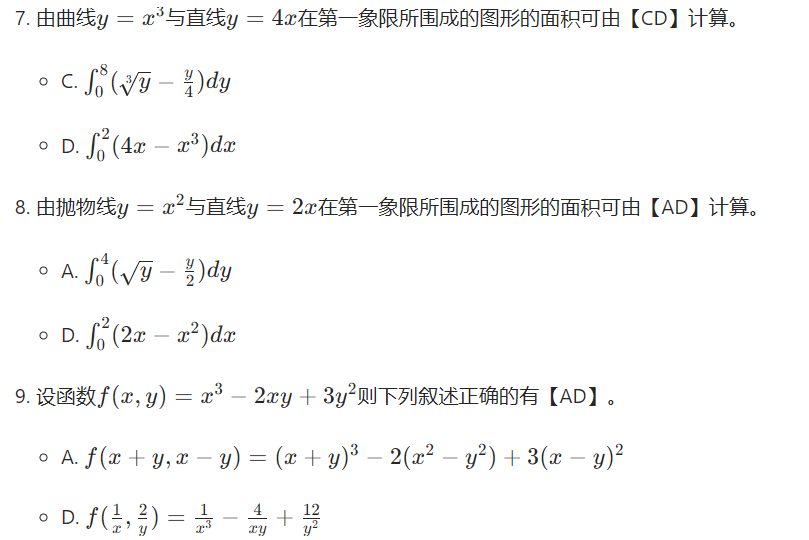 7. 由曲线y = x³与直线y = 4x在第一象限所围成的图形的面积可由【CD】计算。
C. ∫₀⁸(∛y − y/4)dy
D. ∫₀²(4x − x³)dx
8. 由抛物线y = x²与直线y = 2x在第一象限所围成的图形的面积可由【AD】计算。
A. ∫₀⁴(√y − y/2)dy
D. ∫₀²(2x − x²)dx
9. 设函数f(x, y) = x³ − 2xy + 3y²则下列叙述正确的有【AD】。
A. f(x + y, x − y) = (x + y)³ − 2(x² − y²) + 3(x − y)²
D. f(1/x, 2/y) = 1/x³ − 4/xy + 12/y²